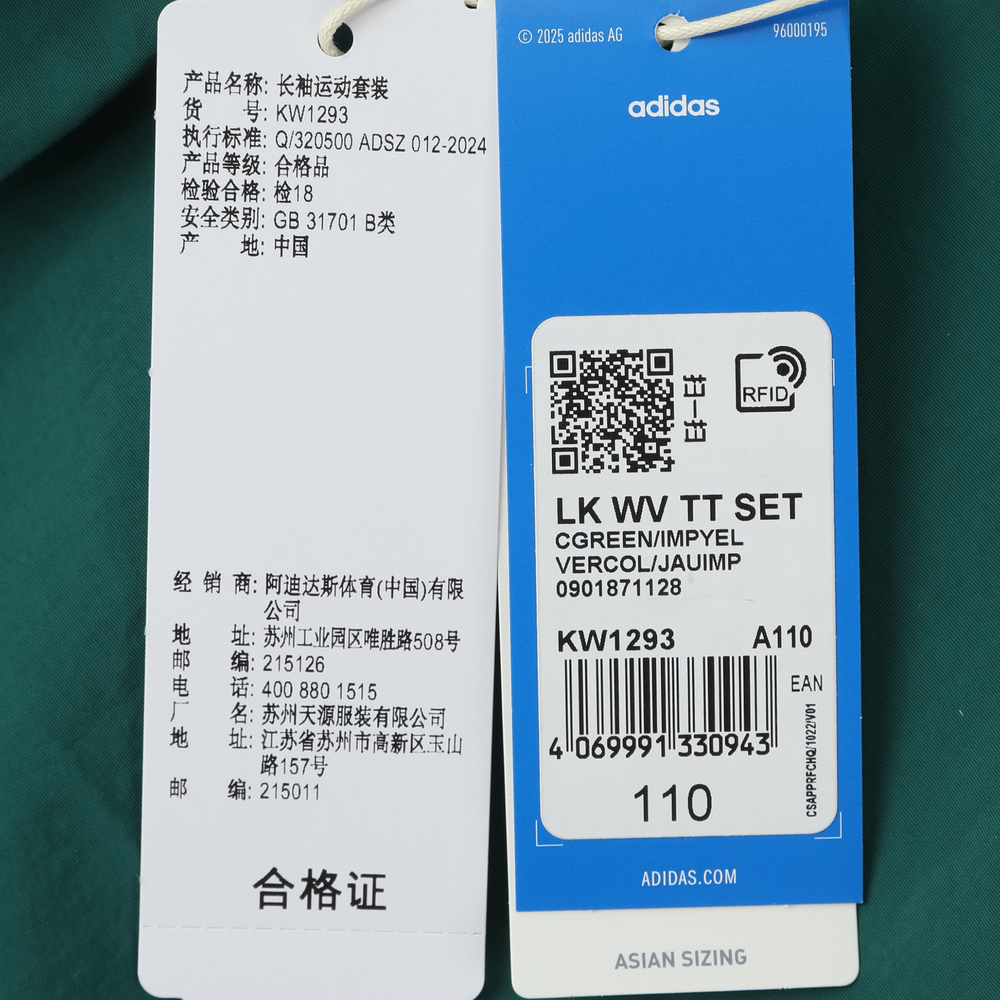 产品名称: 长袖运动套装
货 号: KW1293
执行标准: Q/320500 ADSZ 012-2024
产品等级: 合格品
检验合格: 检18
安全类别: GB 31701 B类
产 地: 中国
经 销 商: 阿迪达斯体育(中国)有限
公司
地 址: 苏州工业园区唯胜路508号
邮 编: 215126
电 话: 400 880 1515
厂 名: 苏州天源服装有限公司
地 址: 江苏省苏州市高新区玉山
路157号
邮 编: 215011
合格证
© 2025 adidas AG
96000195
adidas
扫一扫
RFID
LK WV TT SET
CGREEN/IMPYEL
VERCOL/JAUIMP
0901871128
KW1293 A110
EAN
4 069991 330943
CSAPPRFCHQ/1022/V01
110
ADIDAS.COM
ASIAN SIZING